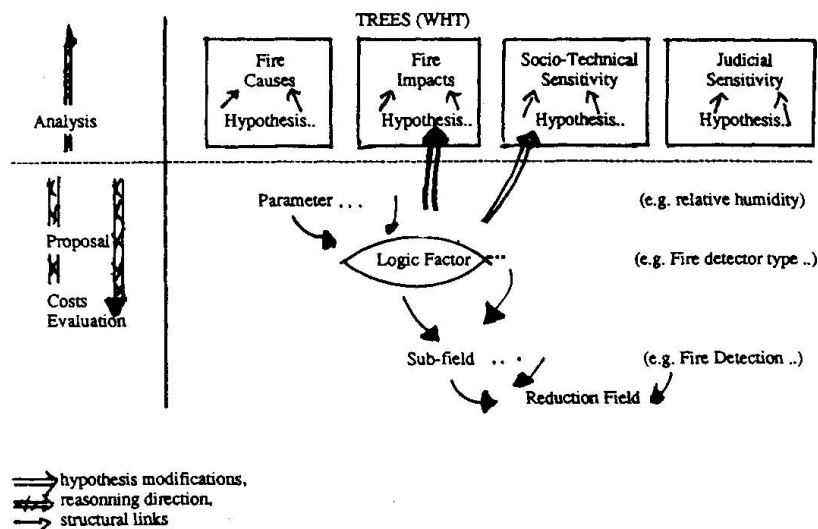 TREES (WHT)
Fire
Causes
Hypothesis..
Fire
Impacts
Hypothesis..
Socio-Technical
Sensitivity
Hypothesis..
Judicial
Sensitivity
Hypothesis..
Analysis
Parameter . . .
(e.g. relative humidity)
Proposal
Logic Factor
(e.g. Fire detector type ..)
Costs
Evaluation
Sub-field . . .
(e.g. Fire Detection ..)
Reduction Field
hypothesis modifications,
reasonning direction,
structural links